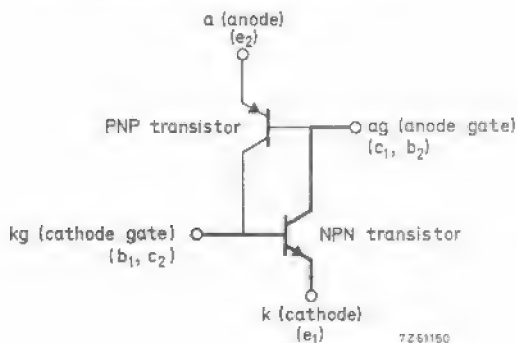 a (anode)
(e₂)
PNP transistor
ag (anode gate)
(c₁, b₂)
kg (cathode gate)
(b₁, c₂)
NPN transistor
k (cathode)
(e₁)
7Z61150